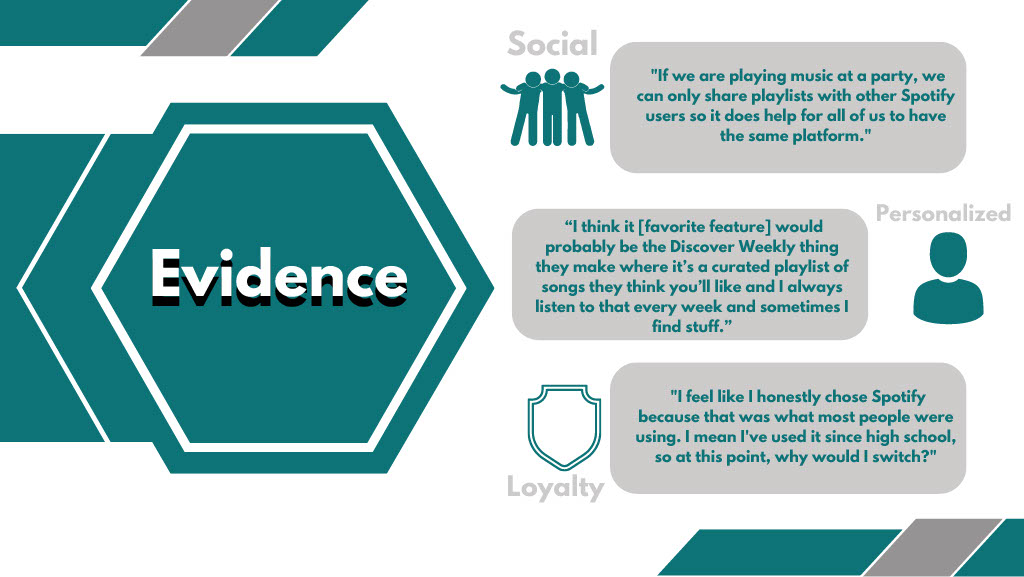 Evidence
Social
"If we are playing music at a party, we
can only share playlists with other Spotify
users so it does help for all of us to have
the same platform."
Personalized
“I think it [favorite feature] would
probably be the Discover Weekly thing
they make where it’s a curated playlist of
songs they think you’ll like and I always
listen to that every week and sometimes I
find stuff.”
"I feel like I honestly chose Spotify
because that was what most people were
using. I mean I've used it since high school,
so at this point, why would I switch?"
Loyalty